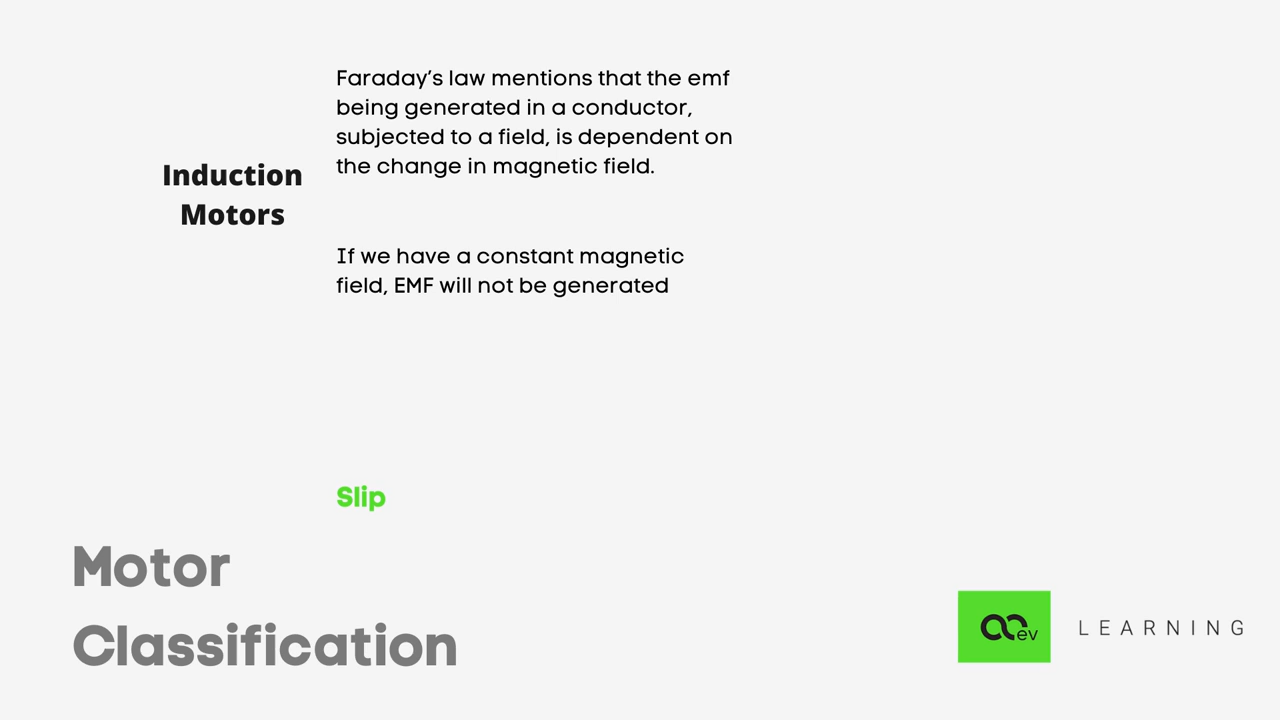 Faraday’s law mentions that the emf
being generated in a conductor,
subjected to a field, is dependent on
the change in magnetic field.
Induction
Motors
If we have a constant magnetic
field, EMF will not be generated
Slip
Motor
Classification
ev
LEARNING